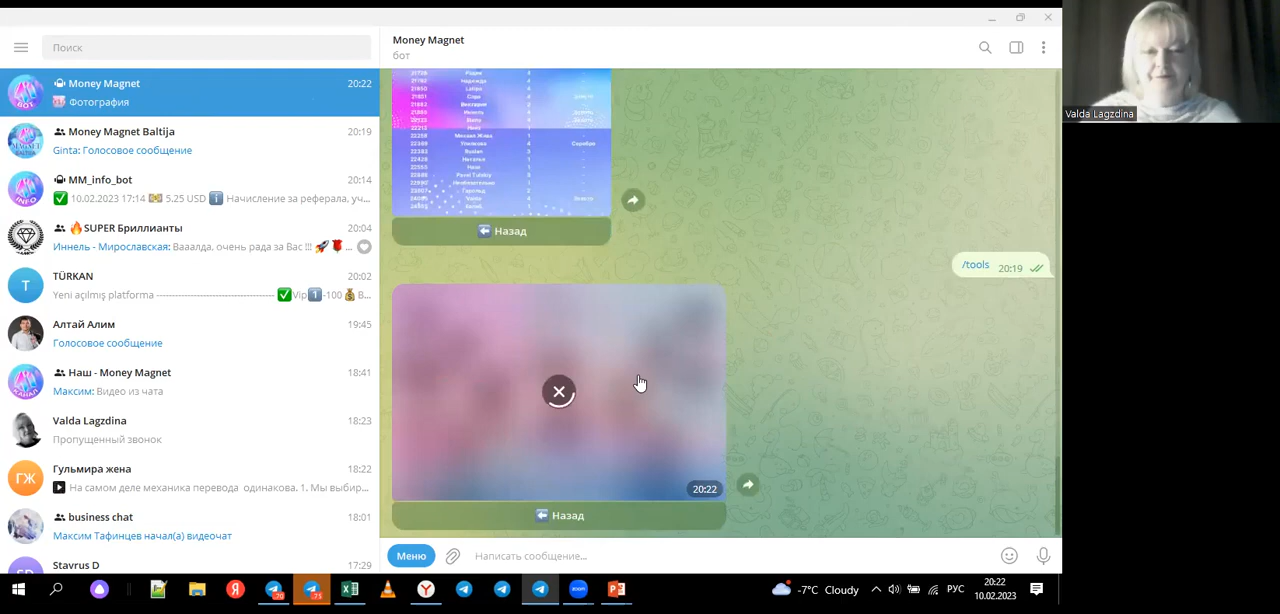 Поиск
Money Magnet 20:22
Фотография
Money Magnet Baltija 20:19
Ginta: Голосовое сообщение
MM_info_bot 20:14
10.02.2023 17:14 5.25 USD Начисление за реферала, уч...
SUPER Бриллианты 20:04
Иннель - Мирославская: Вааалда, очень рада за Вас !!! ...
TÜRKAN 20:02
Yeni açılmış platforma ---------------------------------------- Vip1-100 B...
Алтай Алим 19:45
Голосовое сообщение
Наш - Money Magnet 18:41
Максим: Видео из чата
Valda Lagzdina 18:23
Пропущенный звонок
ГЖ
Гульмира жена 18:22
На самом деле механика перевода одинакова. 1. Мы выбир...
business chat 18:01
Максим Тафинцев начал(а) видеочат
Stavrus D 17:29
Money Magnet
бот
Назад
/tools 20:19
20:22
Назад
Меню
Написать сообщение...
Valda Lagzdina
-7°C Cloudy
РУС
20:22
10.02.2023